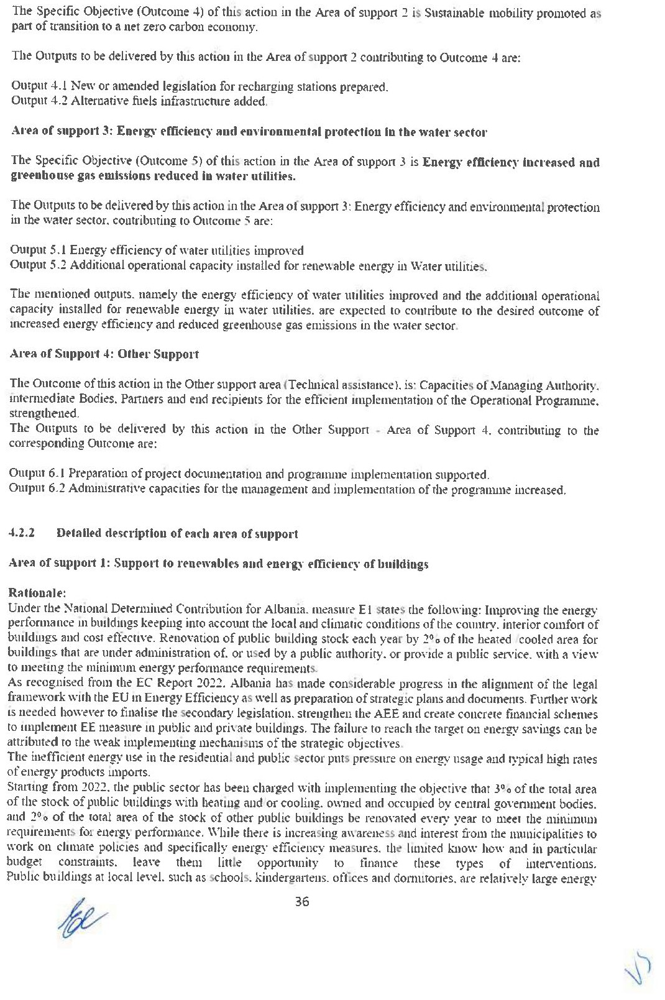 The Specific Objective (Outcome 4) of this action in the Area of support 2 is Sustainable mobility promoted as
part of transition to a net zero carbon economy.
The Outputs to be delivered by this action in the Area of support 2 contributing to Outcome 4 are:
Output 4.1 New or amended legislation for recharging stations prepared.
Output 4.2 Alternative fuels infrastructure added.
Area of support 3: Energy efficiency and environmental protection in the water sector
The Specific Objective (Outcome 5) of this action in the Area of support 3 is Energy efficiency increased and
greenhouse gas emissions reduced in water utilities.
The Outputs to be delivered by this action in the Area of support 3: Energy efficiency and environmental protection
in the water sector, contributing to Outcome 5 are:
Output 5.1 Energy efficiency of water utilities improved
Output 5.2 Additional operational capacity installed for renewable energy in Water utilities.
The mentioned outputs, namely the energy efficiency of water utilities improved and the additional operational
capacity installed for renewable energy in water utilities, are expected to contribute to the desired outcome of
increased energy efficiency and reduced greenhouse gas emissions in the water sector.
Area of Support 4: Other Support
The Outcome of this action in the Other support area (Technical assistance), is: Capacities of Managing Authority,
intermediate Bodies, Partners and end recipients for the efficient implementation of the Operational Programme,
strengthened.
The Outputs to be delivered by this action in the Other Support - Area of Support 4, contributing to the
corresponding Outcome are:
Output 6.1 Preparation of project documentation and programme implementation supported.
Output 6.2 Administrative capacities for the management and implementation of the programme increased.
4.2.2 Detailed description of each area of support
Area of support 1: Support to renewables and energy efficiency of buildings
Rationale:
Under the National Determined Contribution for Albania, measure E1 states the following: Improving the energy
performance in buildings keeping into account the local and climatic conditions of the country, interior comfort of
buildings and cost effective. Renovation of public building stock each year by 2% of the heated /cooled area for
buildings that are under administration of, or used by a public authority, or provide a public service, with a view
to meeting the minimum energy performance requirements.
As recognised from the EC Report 2022, Albania has made considerable progress in the alignment of the legal
framework with the EU in Energy Efficiency as well as preparation of strategic plans and documents. Further work
is needed however to finalise the secondary legislation, strengthen the AEE and create concrete financial schemes
to implement EE measure in public and private buildings. The failure to reach the target on energy savings can be
attributed to the weak implementing mechanisms of the strategic objectives.
The inefficient energy use in the residential and public sector puts pressure on energy usage and typical high rates
of energy products imports.
Starting from 2022, the public sector has been charged with implementing the objective that 3% of the total area
of the stock of public buildings with heating and or cooling, owned and occupied by central government bodies,
and 2% of the total area of the stock of other public buildings be renovated every year to meet the minimum
requirements for energy performance. While there is increasing awareness and interest from the municipalities to
work on climate policies and specifically energy efficiency measures, the limited know how and in particular
budget constraints, leave them little opportunity to finance these types of interventions.
Public buildings at local level, such as schools, kindergartens, offices and dormitories, are relatively large energy
36